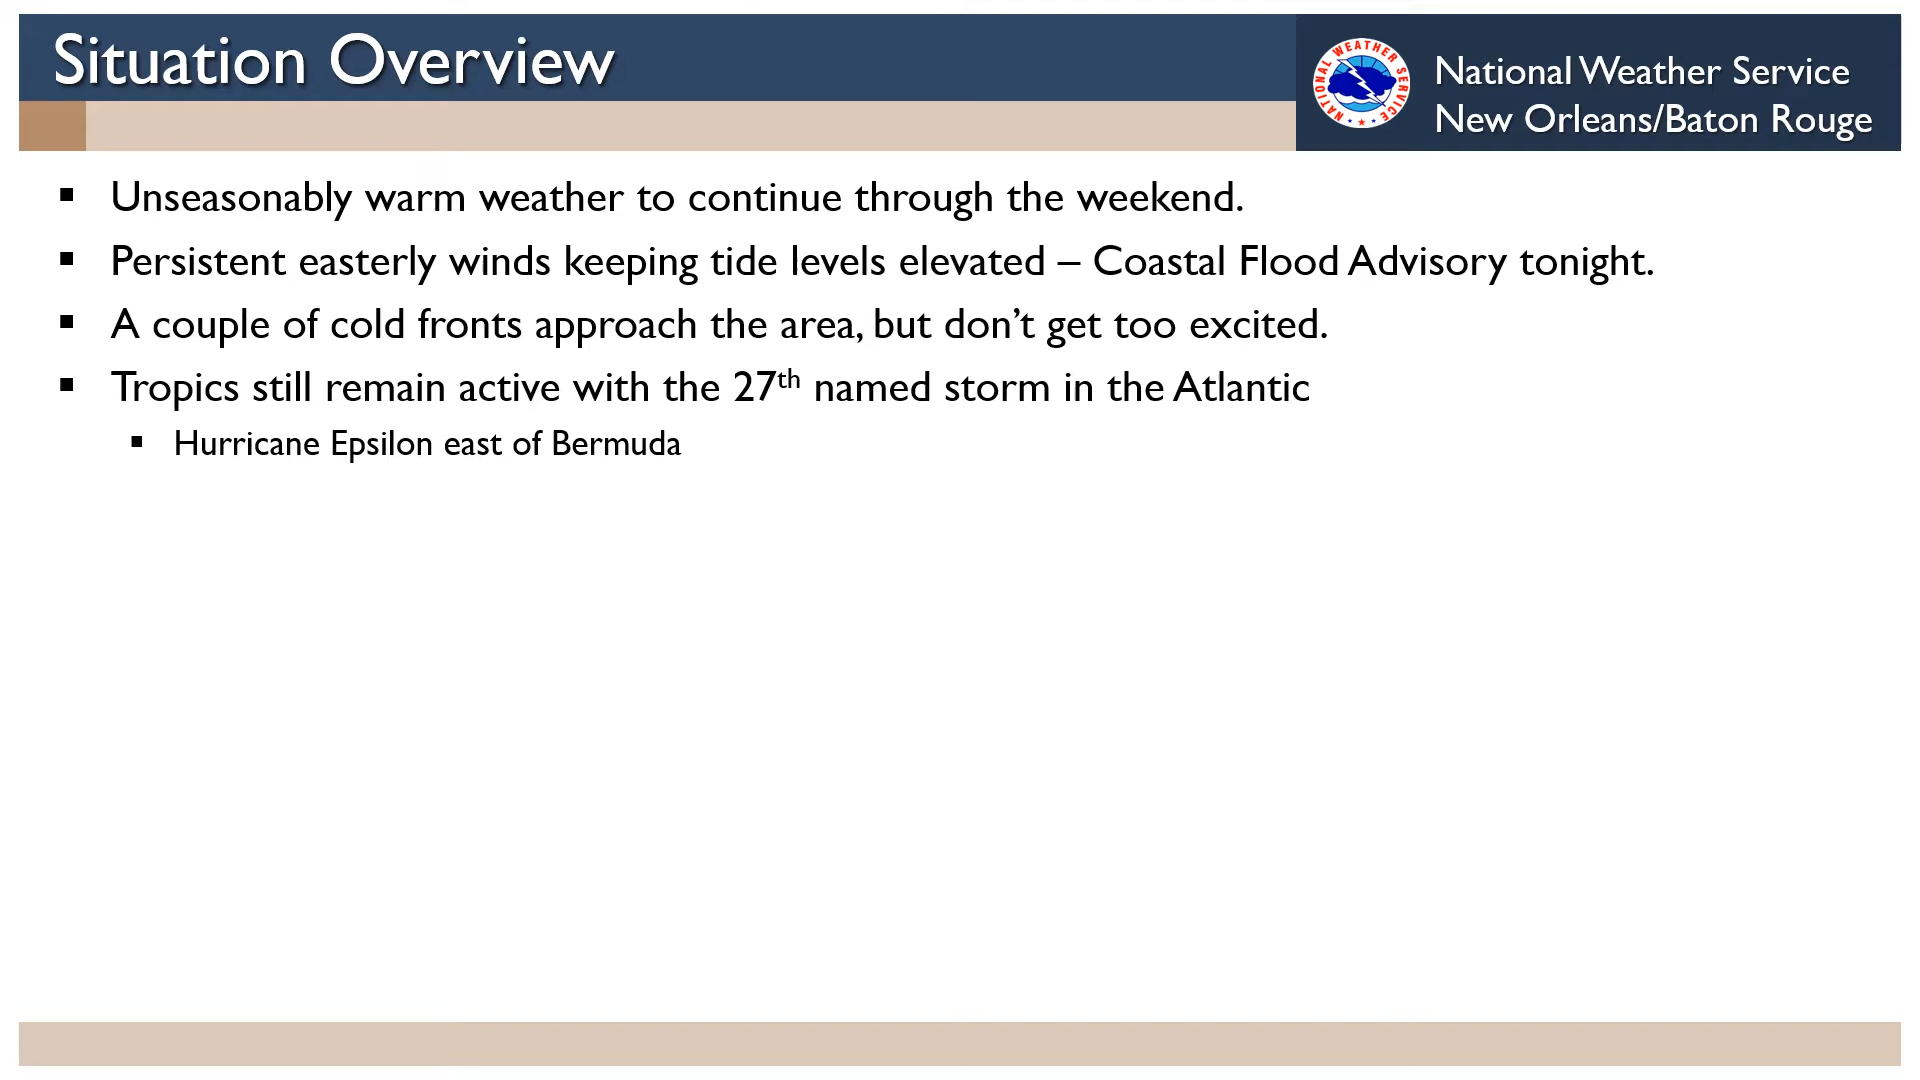 Situation Overview
NATIONAL WEATHER SERVICE
National Weather Service
New Orleans/Baton Rouge
▪ Unseasonably warm weather to continue through the weekend.
▪ Persistent easterly winds keeping tide levels elevated – Coastal Flood Advisory tonight.
▪ A couple of cold fronts approach the area, but don’t get too excited.
▪ Tropics still remain active with the 27th named storm in the Atlantic
▪ Hurricane Epsilon east of Bermuda